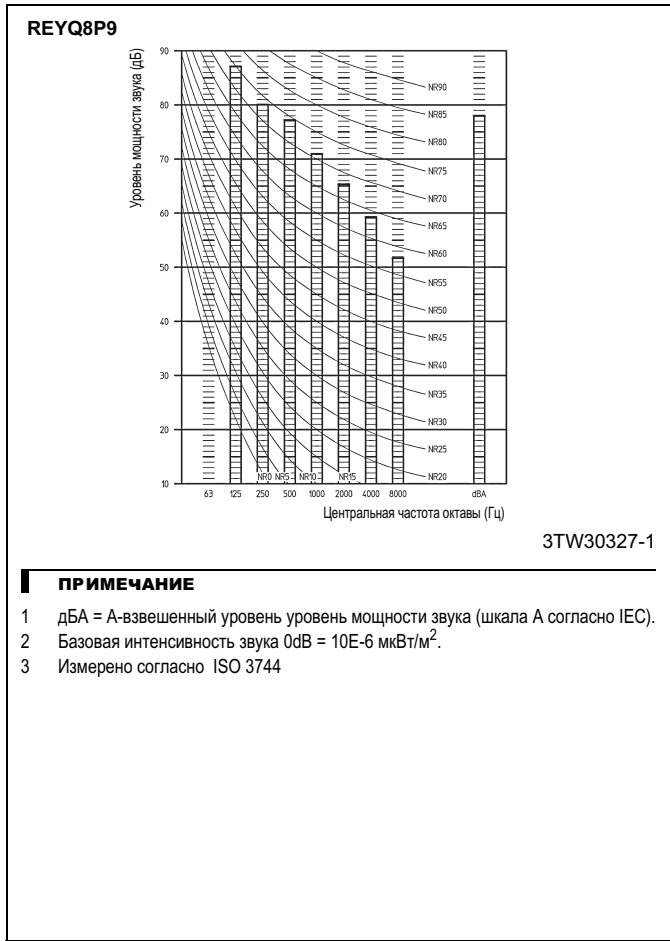 REYQ8P9
Уровень мощности звука (дБ)
90
80
70
60
50
40
30
20
10
NR90
NR85
NR80
NR75
NR70
NR65
NR60
NR55
NR50
NR45
NR40
NR35
NR30
NR25
NR20
NR0 NR5 NR10 NR15
63 125 250 500 1000 2000 4000 8000 dBA
Центральная частота октавы (Гц)
3TW30327-1
ПРИМЕЧАНИЕ
1 дБА = А-взвешенный уровень уровень мощности звука (шкала А согласно IEC).
2 Базовая интенсивность звука 0dB = 10E-6 мкВт/м².
3 Измерено согласно ISO 3744